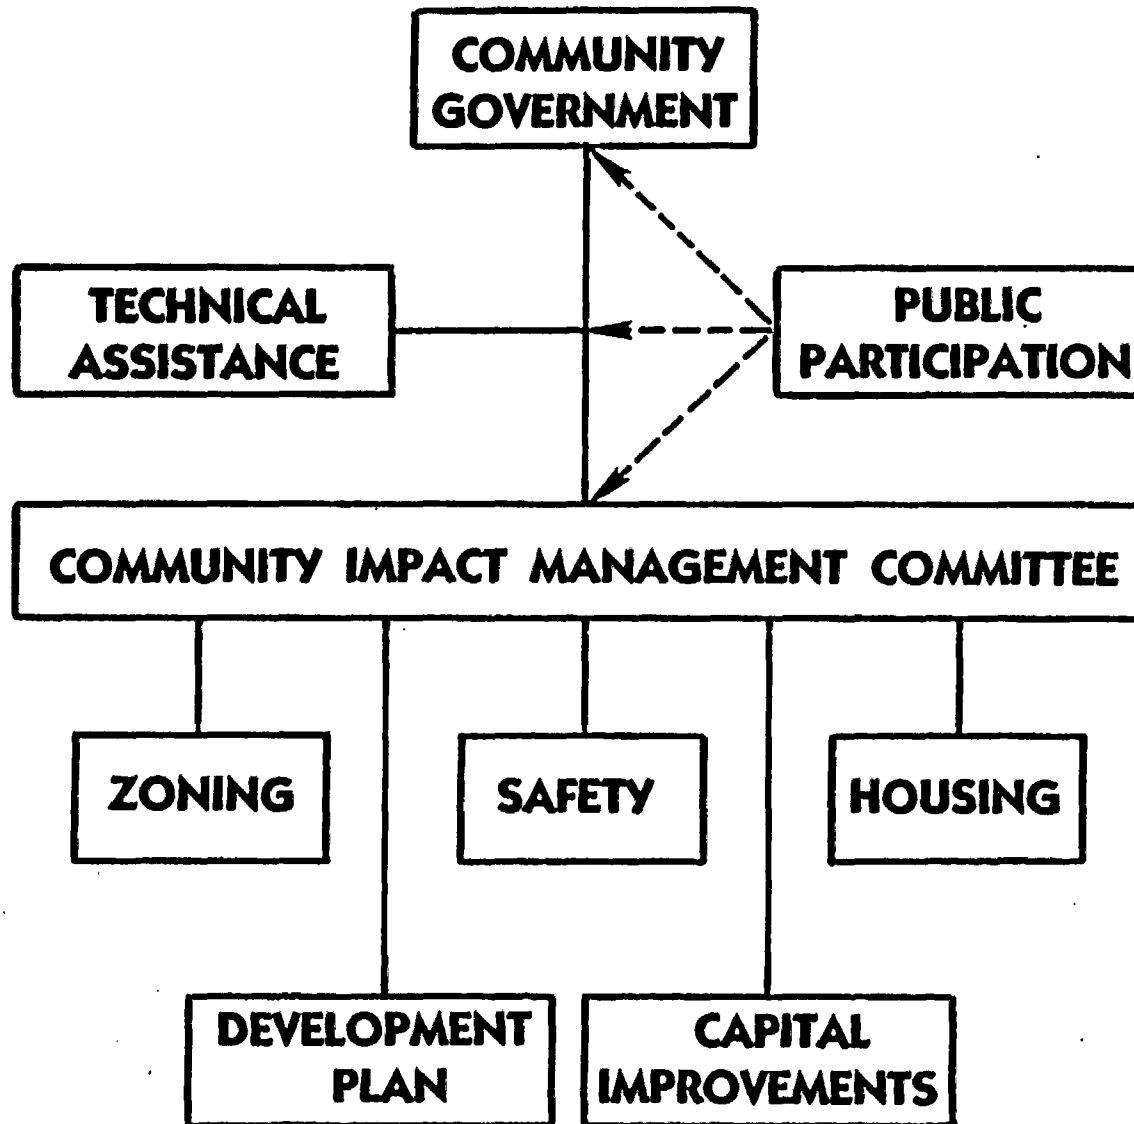 COMMUNITY
GOVERNMENT
TECHNICAL
ASSISTANCE
PUBLIC
PARTICIPATION
COMMUNITY IMPACT MANAGEMENT COMMITTEE
ZONING
SAFETY
HOUSING
DEVELOPMENT
PLAN
CAPITAL
IMPROVEMENTS